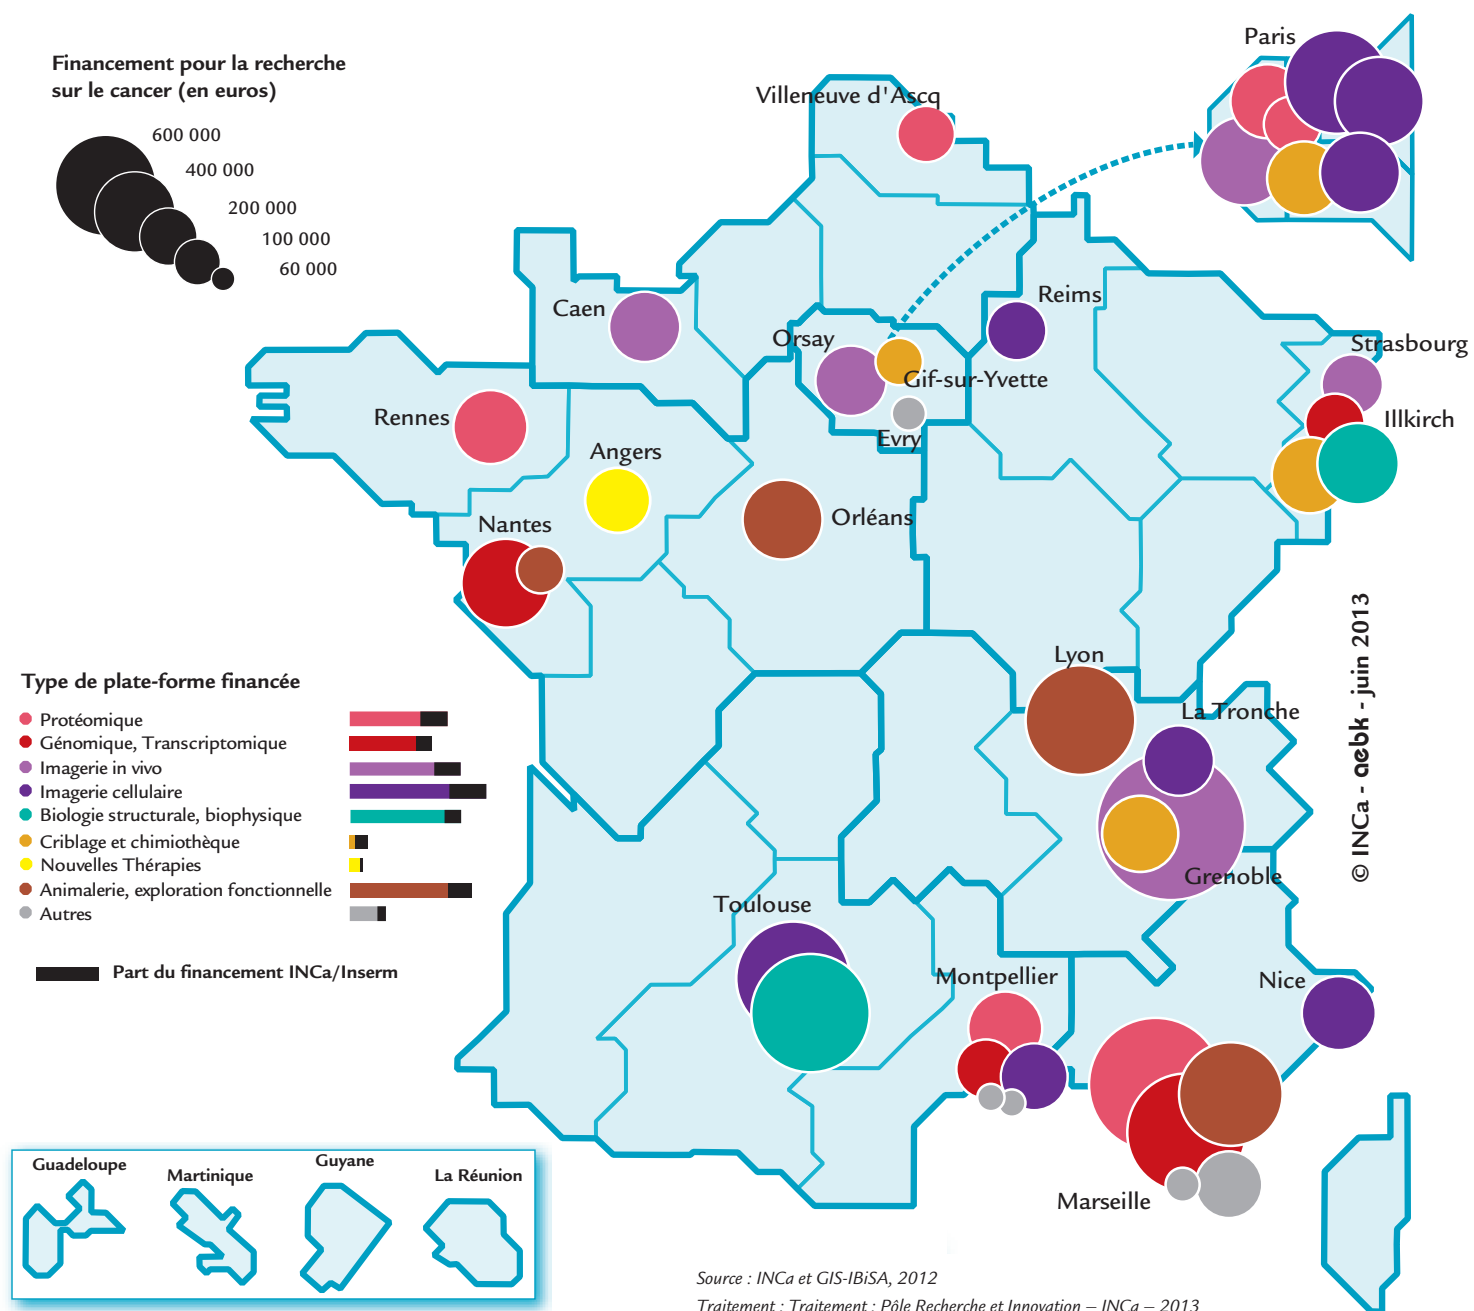 Financement pour la recherche
sur le cancer (en euros)
600 000
400 000
200 000
100 000
60 000
Paris
Villeneuve d'Ascq
Caen
Reims
Orsay
Strasbourg
Gif-sur-Yvette
Rennes
Illkirch
Evry
Angers
Orléans
Nantes
Lyon
La Tronche
Grenoble
Toulouse
Montpellier
Nice
Marseille
© INCa - aebk - juin 2013
Type de plate-forme financée
Protéomique
Génomique, Transcriptomique
Imagerie in vivo
Imagerie cellulaire
Biologie structurale, biophysique
Criblage et chimiothèque
Nouvelles Thérapies
Animalerie, exploration fonctionnelle
Autres
Part du financement INCa/Inserm
Guadeloupe
Martinique
Guyane
La Réunion
Source : INCa et GIS-IBiSA, 2012
Traitement : Traitement : Pôle Recherche et Innovation – INCa – 2013